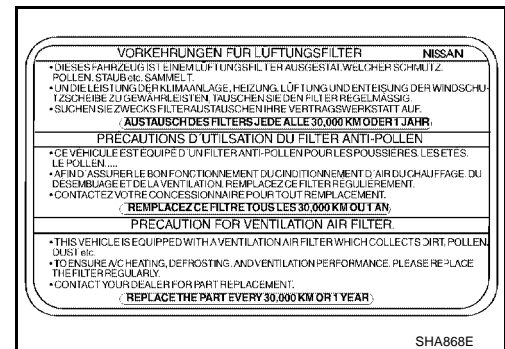 VORKEHRUNGEN FÜR LÜFTUNGSFILTER NISSAN
• DIESES FAHRZEUG IST EINEM LÜFTUNGSFILTER AUSGESTAT. WELCHER SCHMUTZ.
POLLEN. STAUB etc. SAMMELT.
• UN DIE LEISTUNG DER KLIMAANLAGE, HEIZUNG. LÜFTUNG UND ENTEISUNG DER WINDSCHU-
TZSCHEIBE ZU GEWÄHRLEISTEN, TAUSCHEN SIE DEN FILTER REGELMÄSSIG.
• SUCHEN SIE ZWECKS FILTERAUSTAUSCHEN IHRE VERTRAGSWERKSTATT AUF.
AUSTAUSCH DES FILTERS JEDE ALLE 30,000 KM ODER 1 JAHR
PRÉCAUTIONS D'UTILSATION DU FILTER ANTI-POLLEN
• CE VÉHICULE EST ÉQUIPÉ D'UN FILTER ANTI-POLLEN POUR LES POUSSIÈRES. LES ETÉS.
LE POLLEN.....
• AFIN D'ASSURER LE BON FONCTIONNEMENT DU CINDITIONNEMENT D'AIR DU CHAUFFAGE. DU
DÉSEMBUAGE ET DE LA VENTILATION. REMPLACEZ CE FILTER RÉGULIÈREMENT.
• CONTACTEZ VOTRE CONCESSIONNAIRE POUR TOUT REMPLACEMENT.
REMPLACEZ CE FILTRE TOUS LES 30,000 KM OU 1 AN
PRECAUTION FOR VENTILATION AIR FILTER.
• THIS VEHICLE IS EQUIPPED WITH A VENTILATION AIR FILTER WHICH COLLECTS DIRT, POLLEN,
DUST etc.
• TO ENSURE A/C HEATING, DEFROSTING. AND VENTILATION PERFORMANCE. PLEASE REPLACE
THE FILTER REGULARLY.
• CONTACT YOUR DEALER FOR PART REPLACEMENT.
REPLACE THE PART EVERY 30,000 KM OR 1 YEAR
SHA868E